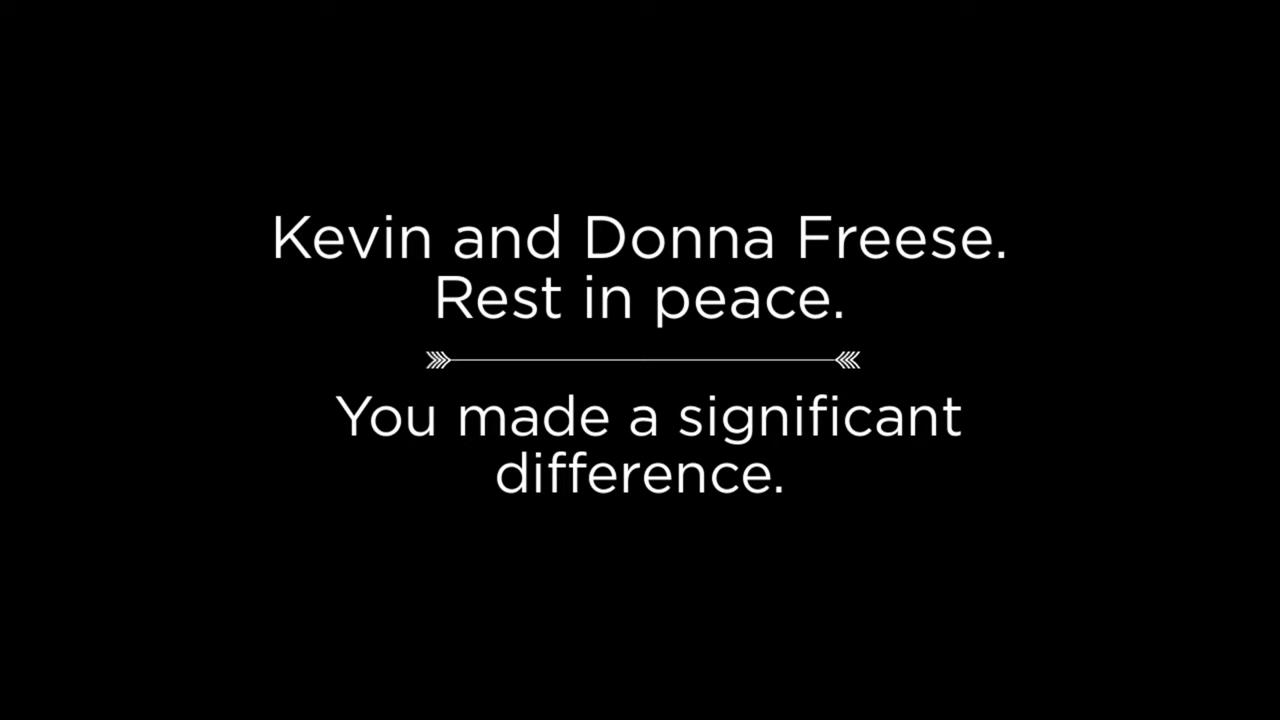 Kevin and Donna Freese.
Rest in peace.
You made a significant
difference.